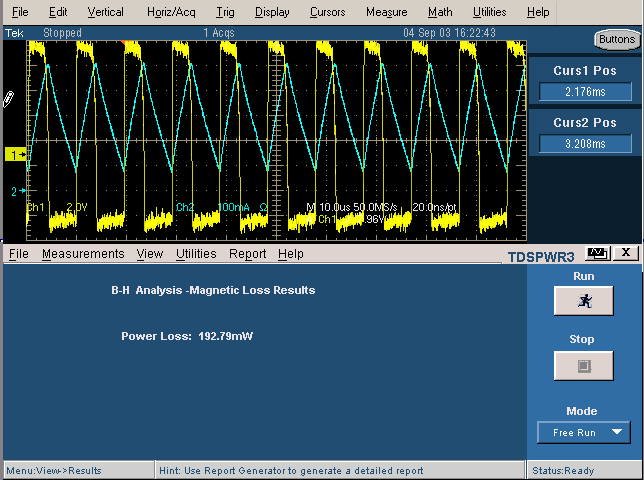 File Edit Vertical Horiz/Acq Trig Display Cursors Measure Math Utilities Help
Tek Stopped 1 Acqs 04 Sep 03 16:22:43
Buttons
Curs1 Pos
2.176ms
Curs2 Pos
3.208ms
1
2
Ch1 2.0V Ch2 100mA Ω M 10.0us 50.0MS/s 20.0ns/pt
Ch1
File Measurements View Utilities Report Help TDSPWR3 X
B-H Analysis -Magnetic Loss Results
Power Loss: 192.79mW
Run
Stop
Mode
Free Run
Menu:View->Results Hint: Use Report Generator to generate a detailed report Status:Ready